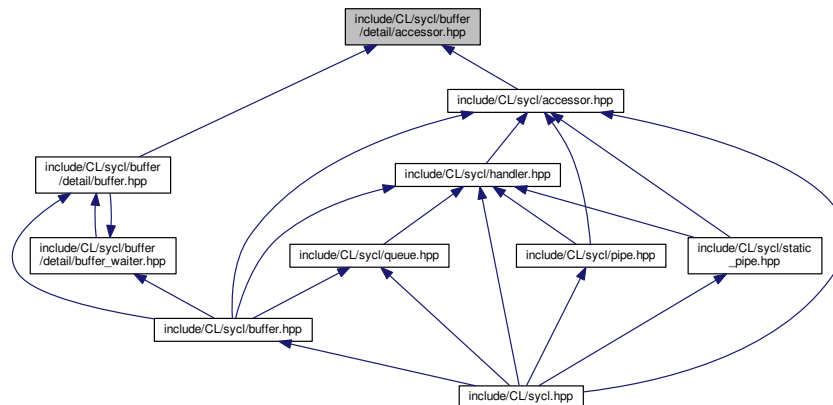 include/CL/sycl/buffer
/detail/accessor.hpp
include/CL/sycl/accessor.hpp
include/CL/sycl/buffer
/detail/buffer.hpp
include/CL/sycl/handler.hpp
include/CL/sycl/buffer
/detail/buffer_waiter.hpp
include/CL/sycl/queue.hpp
include/CL/sycl/pipe.hpp
include/CL/sycl/static
_pipe.hpp
include/CL/sycl/buffer.hpp
include/CL/sycl.hpp